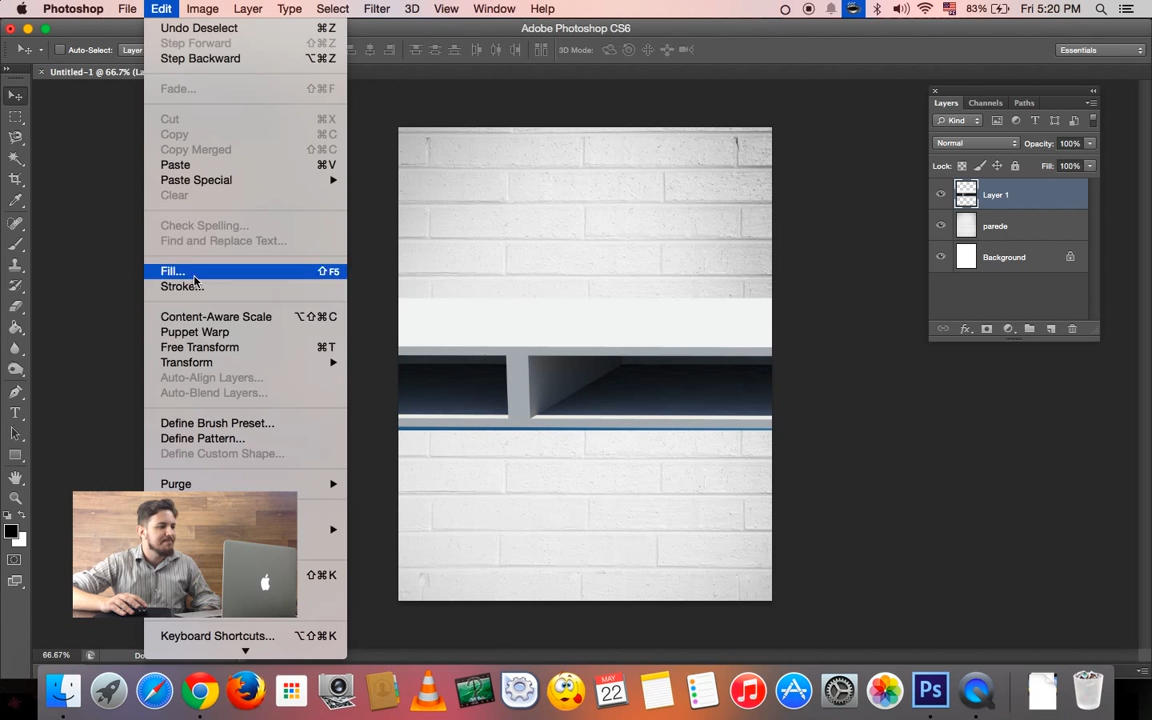 Photoshop File Edit Image Layer Type Select Filter 3D View Window Help 83% Fri 5:20 PM
Adobe Photoshop CS6
Auto-Select: Layer 3D Mode: Essentials
Untitled-1 @ 66.7% (La
Undo Deselect ⌘Z
Step Forward ⇧⌘Z
Step Backward ⌥⌘Z
Fade... ⇧⌘F
Cut ⌘X
Copy ⌘C
Copy Merged ⇧⌘C
Paste ⌘V
Paste Special
Clear
Check Spelling...
Find and Replace Text...
Fill... ⇧F5
Stroke...
Content-Aware Scale ⌥⇧⌘C
Puppet Warp
Free Transform ⌘T
Transform
Auto-Align Layers...
Auto-Blend Layers...
Define Brush Preset...
Define Pattern...
Define Custom Shape...
Purge
⇧⌘K
Keyboard Shortcuts... ⌥⇧⌘K
Layers Channels Paths
Kind
Normal Opacity: 100%
Lock: Fill: 100%
Layer 1
parede
Background
66.67% Do
MAY
22
Ps